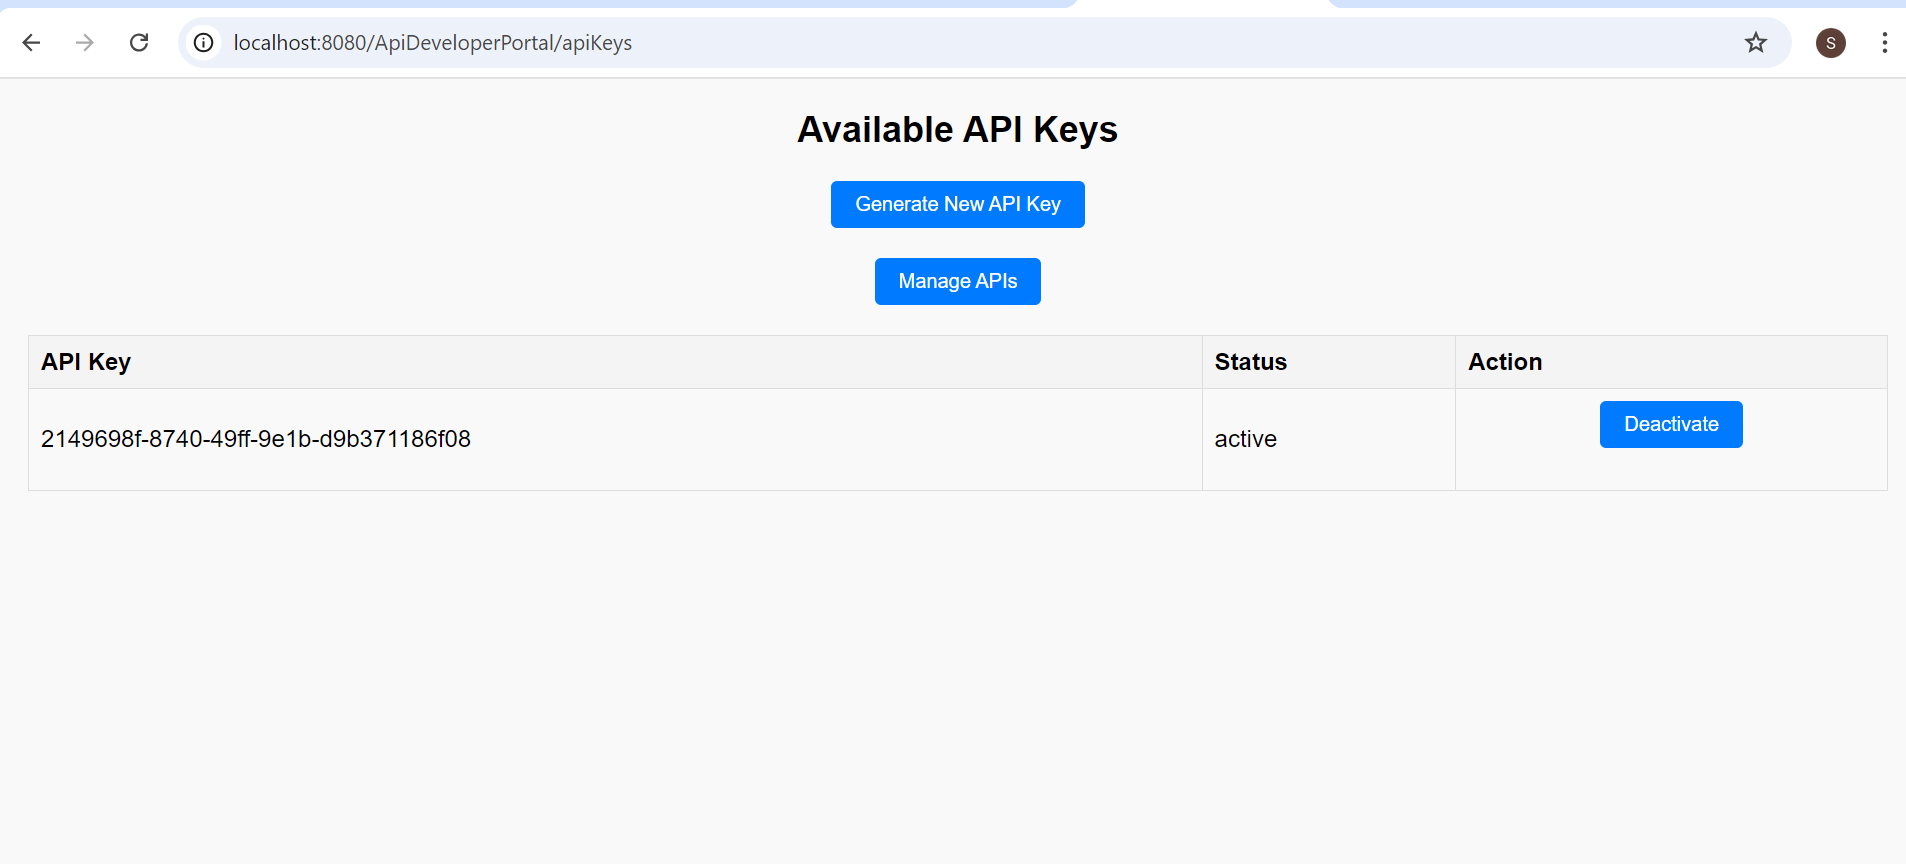 localhost:8080/ApiDeveloperPortal/apiKeys
S
Available API Keys
Generate New API Key
Manage APIs
API Key Status Action
2149698f-8740-49ff-9e1b-d9b371186f08 active Deactivate